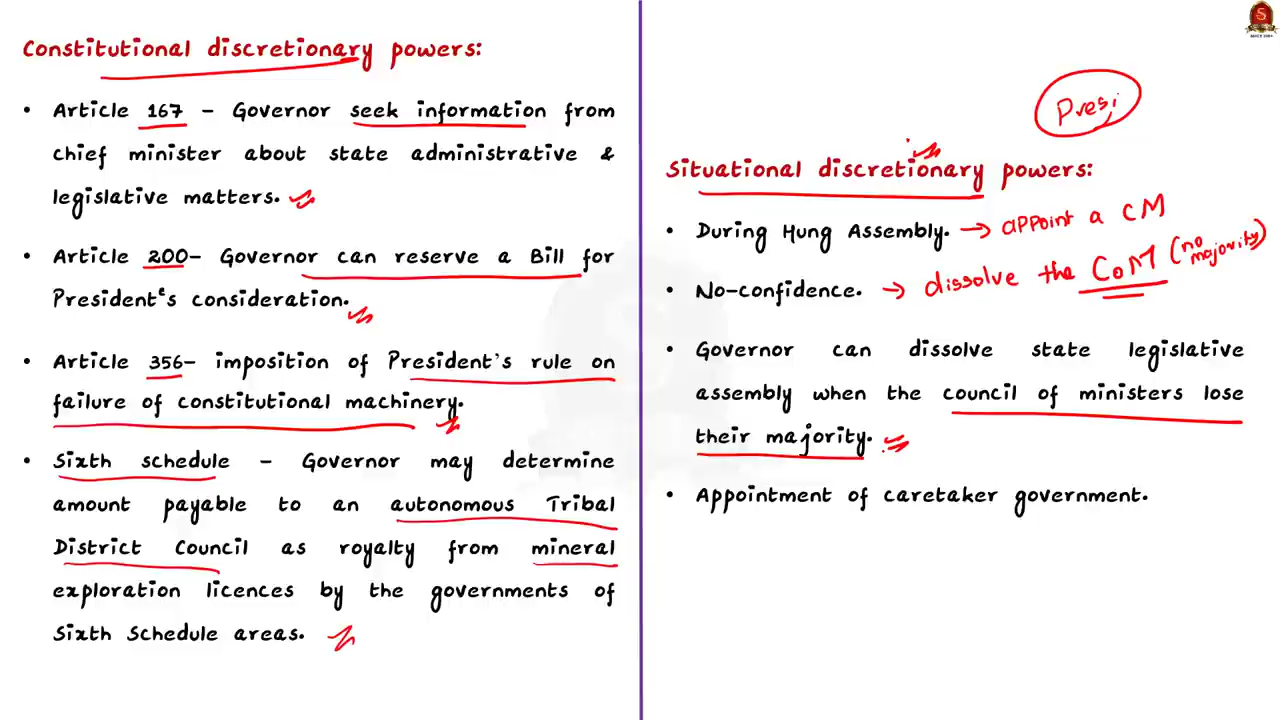 Constitutional discretionary powers:
• Article 167 – Governor seek information from
chief minister about state administrative &
legislative matters.
• Article 200– Governor can reserve a Bill for
President's consideration.
• Article 356– imposition of President's rule on
failure of constitutional machinery.
• Sixth schedule – Governor may determine
amount payable to an autonomous Tribal
District Council as royalty from mineral
exploration licences by the governments of
Sixth Schedule areas.
Presi
Situational discretionary powers:
• During Hung Assembly. → appoint a CM
• No-confidence. → dissolve the CoM (no majority)
• Governor can dissolve state legislative
assembly when the council of ministers lose
their majority.
• Appointment of caretaker government.